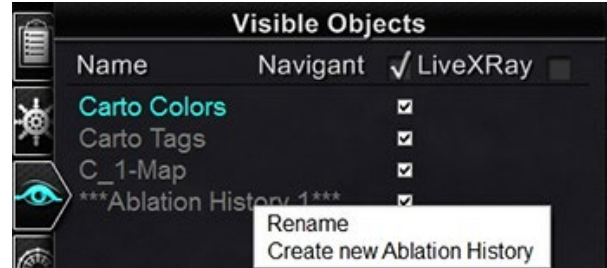 Visible Objects
Name Navigant LiveXRay
Carto Colors
Carto Tags
C_1-Map
***Ablation History 1***
Rename
Create new Ablation History